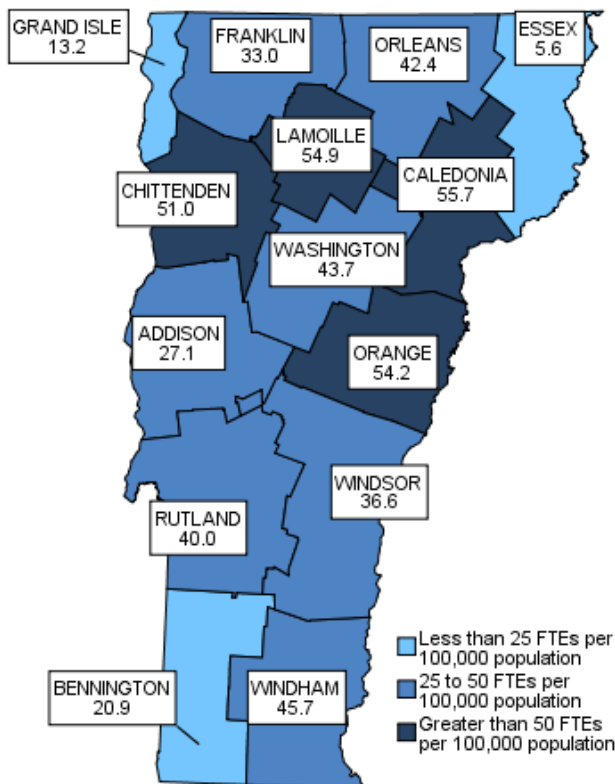 GRAND ISLE
13.2
FRANKLIN
33.0
ORLEANS
42.4
ESSEX
5.6
LAMOILLE
54.9
CALEDONIA
55.7
CHITTENDEN
51.0
WASHINGTON
43.7
ADDISON
27.1
ORANGE
54.2
WINDSOR
36.6
RUTLAND
40.0
BENNINGTON
20.9
WINDHAM
45.7
Less than 25 FTEs per
100,000 population
25 to 50 FTEs per
100,000 population
Greater than 50 FTEs
per 100,000 population